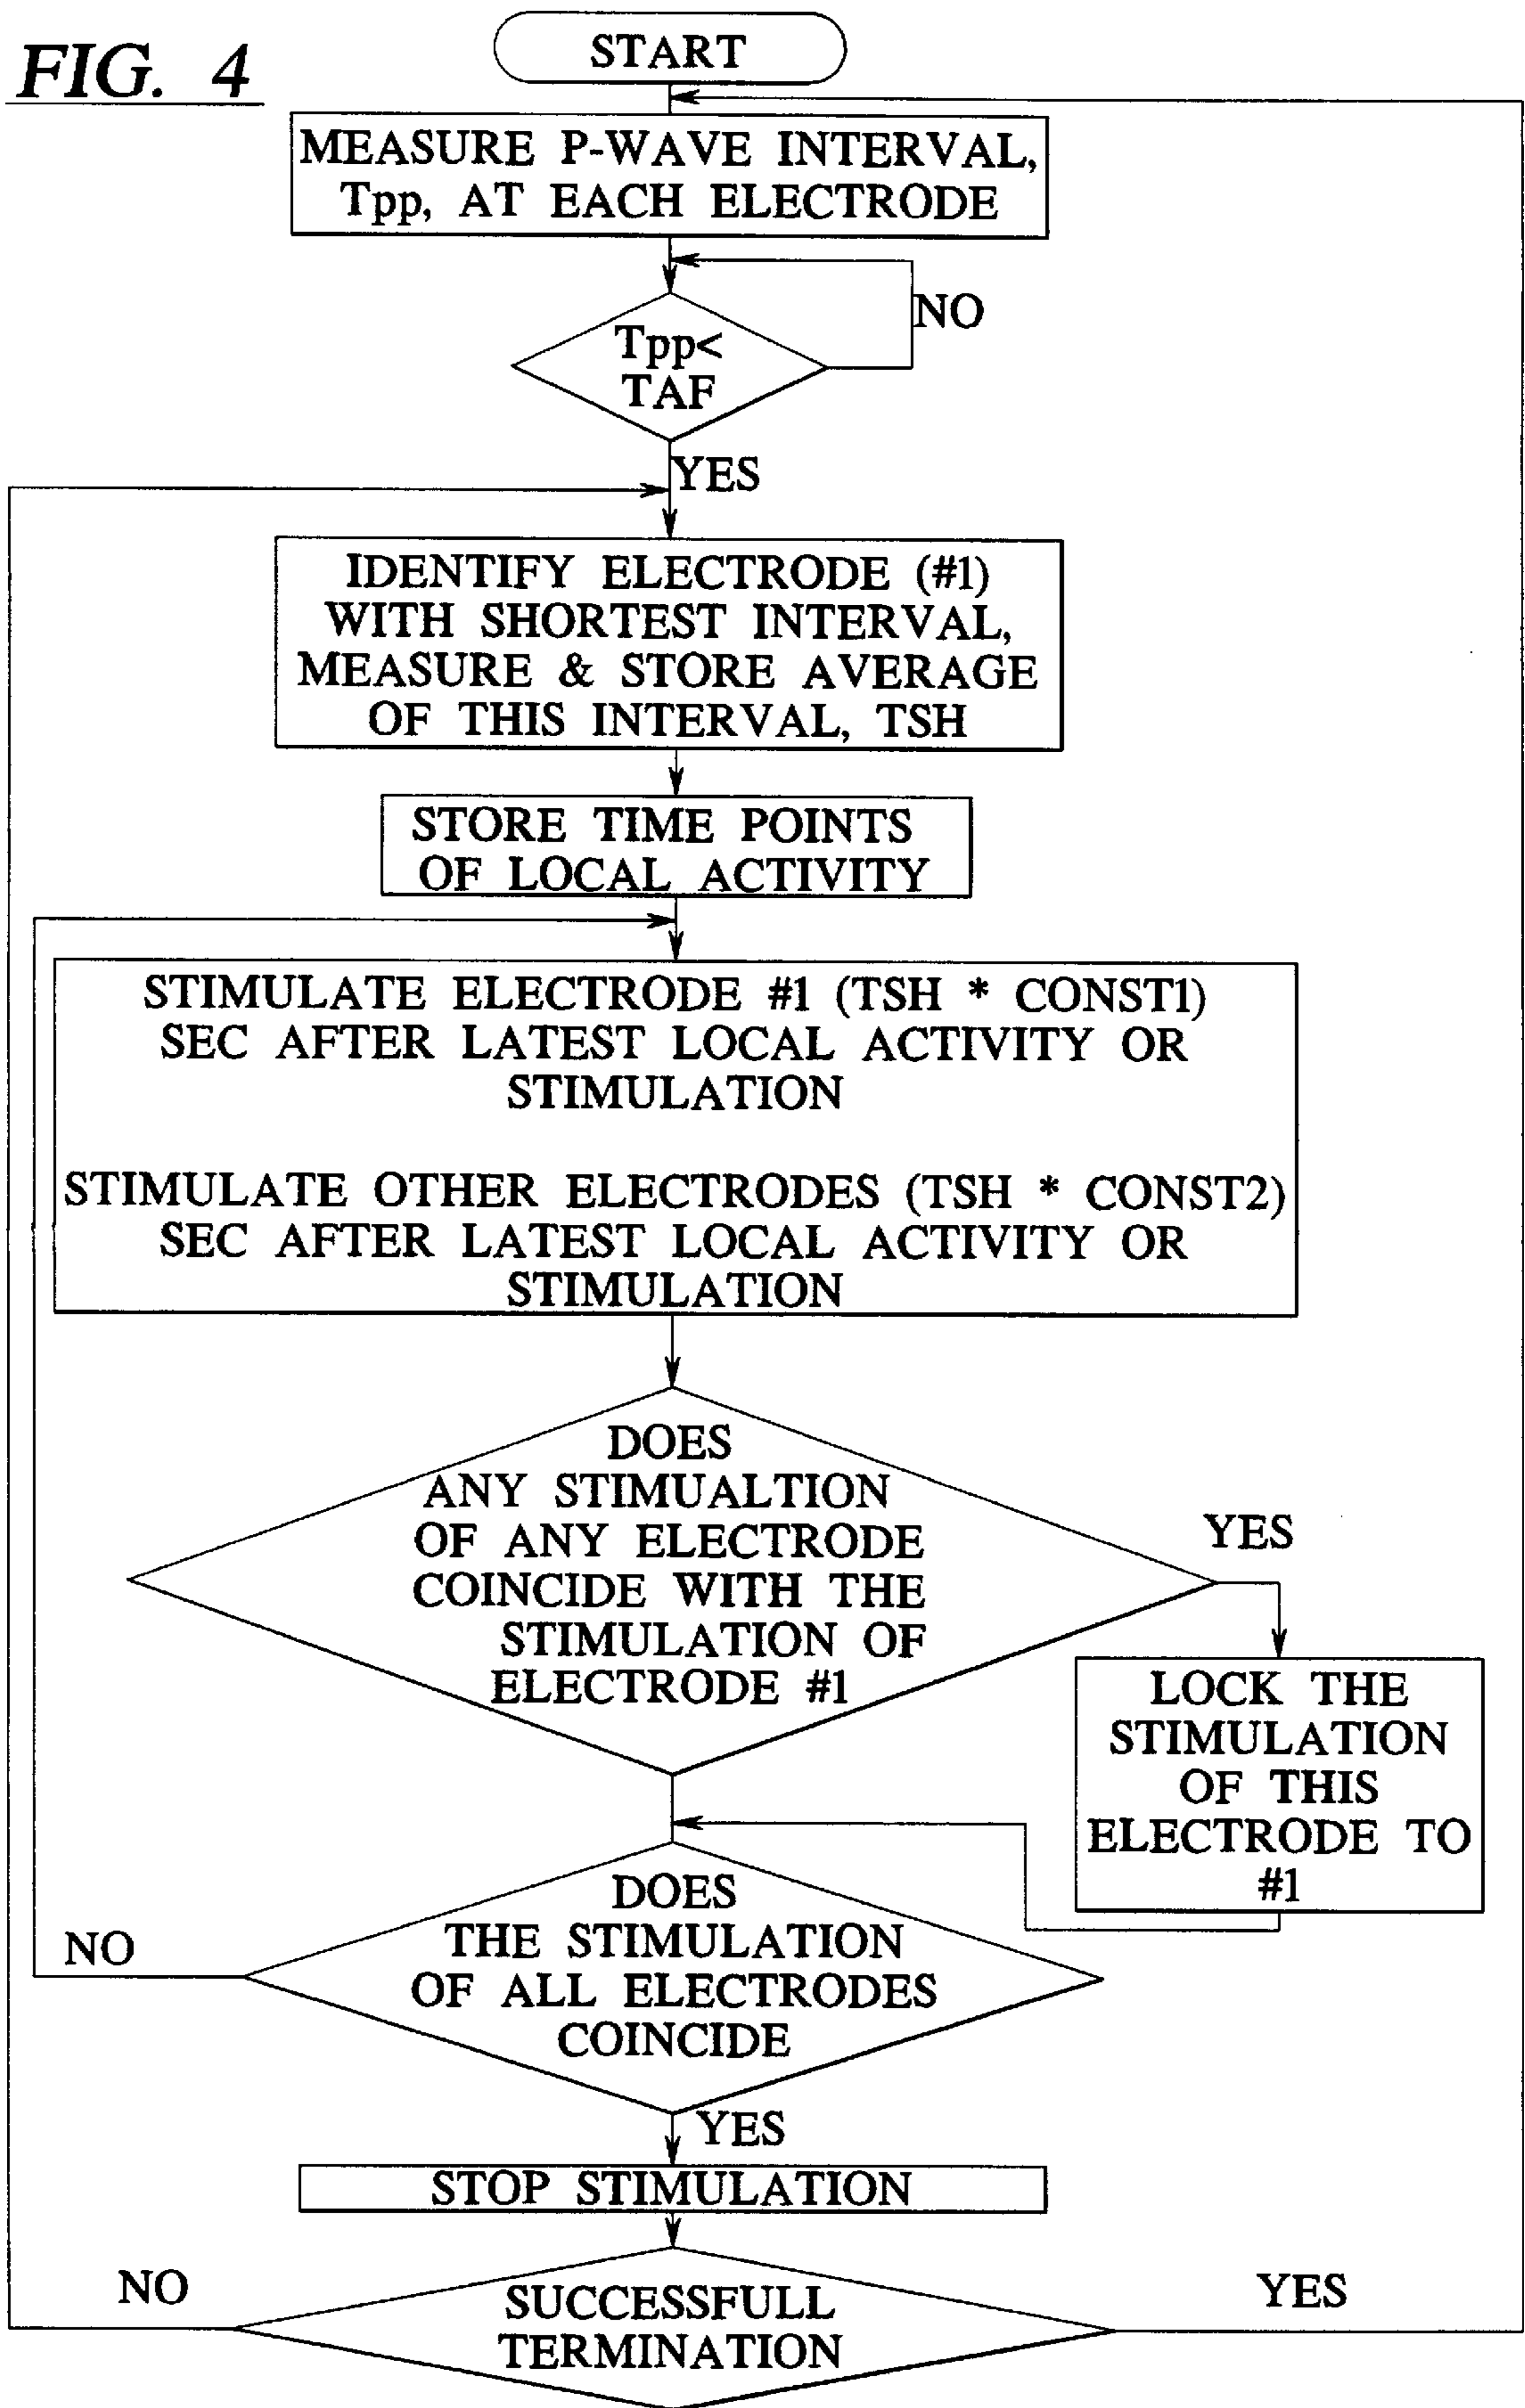 FIG. 4
START
MEASURE P-WAVE INTERVAL,
Tpp, AT EACH ELECTRODE
NO
Tpp<
TAF
YES
IDENTIFY ELECTRODE (#1)
WITH SHORTEST INTERVAL,
MEASURE & STORE AVERAGE
OF THIS INTERVAL, TSH
STORE TIME POINTS
OF LOCAL ACTIVITY
STIMULATE ELECTRODE #1 (TSH * CONST1)
SEC AFTER LATEST LOCAL ACTIVITY OR
STIMULATION
STIMULATE OTHER ELECTRODES (TSH * CONST2)
SEC AFTER LATEST LOCAL ACTIVITY OR
STIMULATION
DOES
ANY STIMUALTION
OF ANY ELECTRODE
COINCIDE WITH THE
STIMULATION OF
ELECTRODE #1
YES
LOCK THE
STIMULATION
OF THIS
ELECTRODE TO
#1
DOES
THE STIMULATION
OF ALL ELECTRODES
COINCIDE
NO
YES
STOP STIMULATION
NO
SUCCESSFULL
TERMINATION
YES